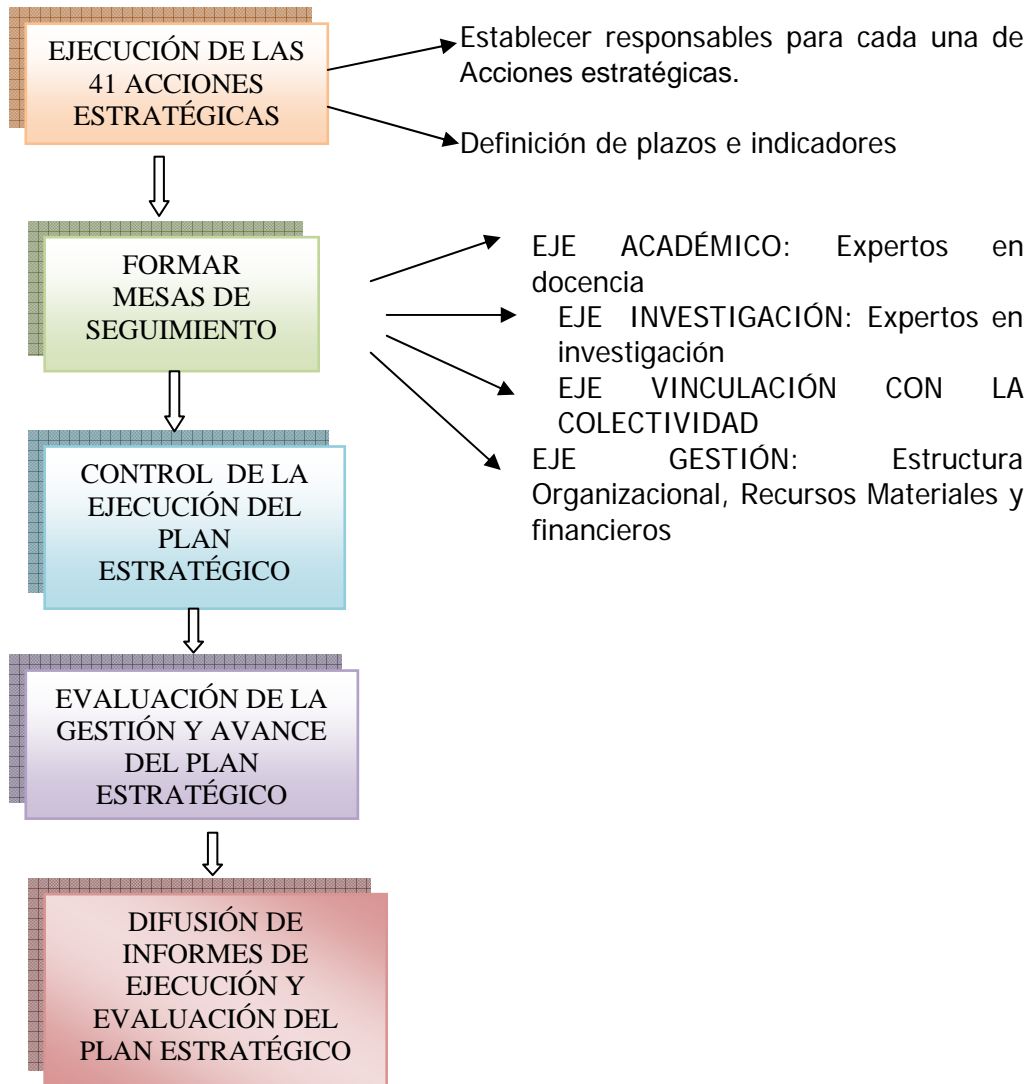 EJECUCIÓN DE LAS
41 ACCIONES
ESTRATÉGICAS
Establecer responsables para cada una de
Acciones estratégicas.
Definición de plazos e indicadores
FORMAR
MESAS DE
SEGUIMIENTO
EJE ACADÉMICO: Expertos en
docencia
EJE INVESTIGACIÓN: Expertos en
investigación
EJE VINCULACIÓN CON LA
COLECTIVIDAD
EJE GESTIÓN: Estructura
Organizacional, Recursos Materiales y
financieros
CONTROL DE LA
EJECUCIÓN DEL
PLAN
ESTRATÉGICO
EVALUACIÓN DE LA
GESTIÓN Y AVANCE
DEL PLAN
ESTRATÉGICO
DIFUSIÓN DE
INFORMES DE
EJECUCIÓN Y
EVALUACIÓN DEL
PLAN ESTRATÉGICO